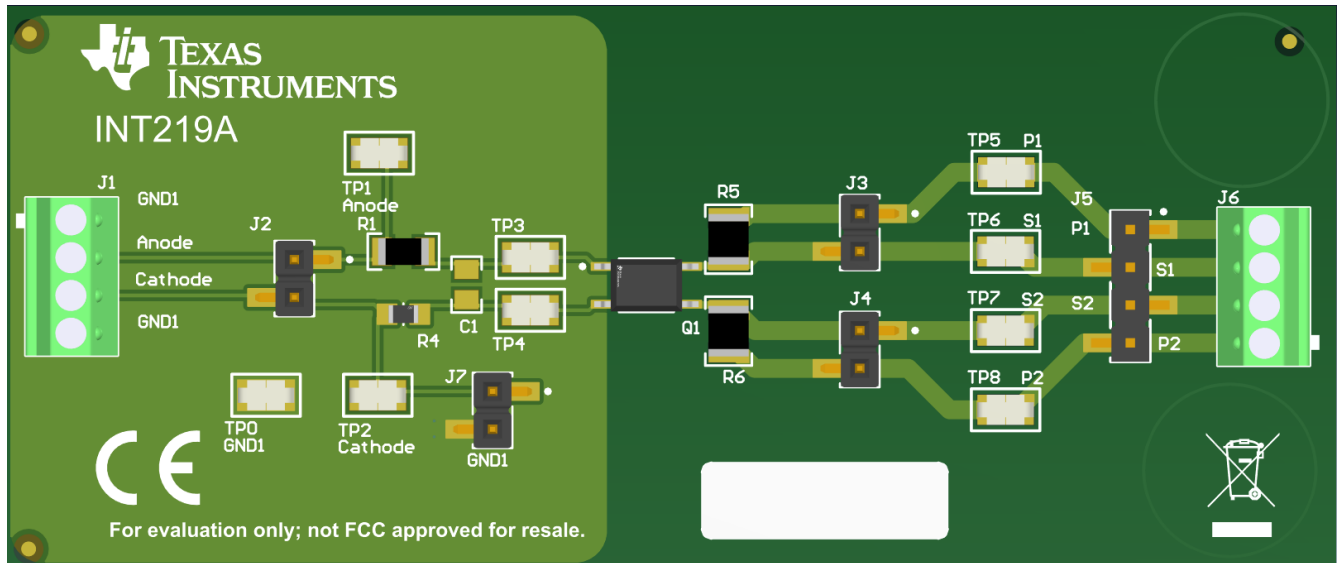 TEXAS
INSTRUMENTS
INT219A
J1
GND1
Anode
Cathode
GND1
J2
TP1
Anode
R1
TP3
C1
R4
TP4
TP0
GND1
TP2
Cathode
J7
GND1
For evaluation only; not FCC approved for resale.
Q1
R5
R6
J3
J4
TP5 P1
TP6 S1
TP7 S2
TP8 P2
J5
P1
S1
S2
P2
J6
CE